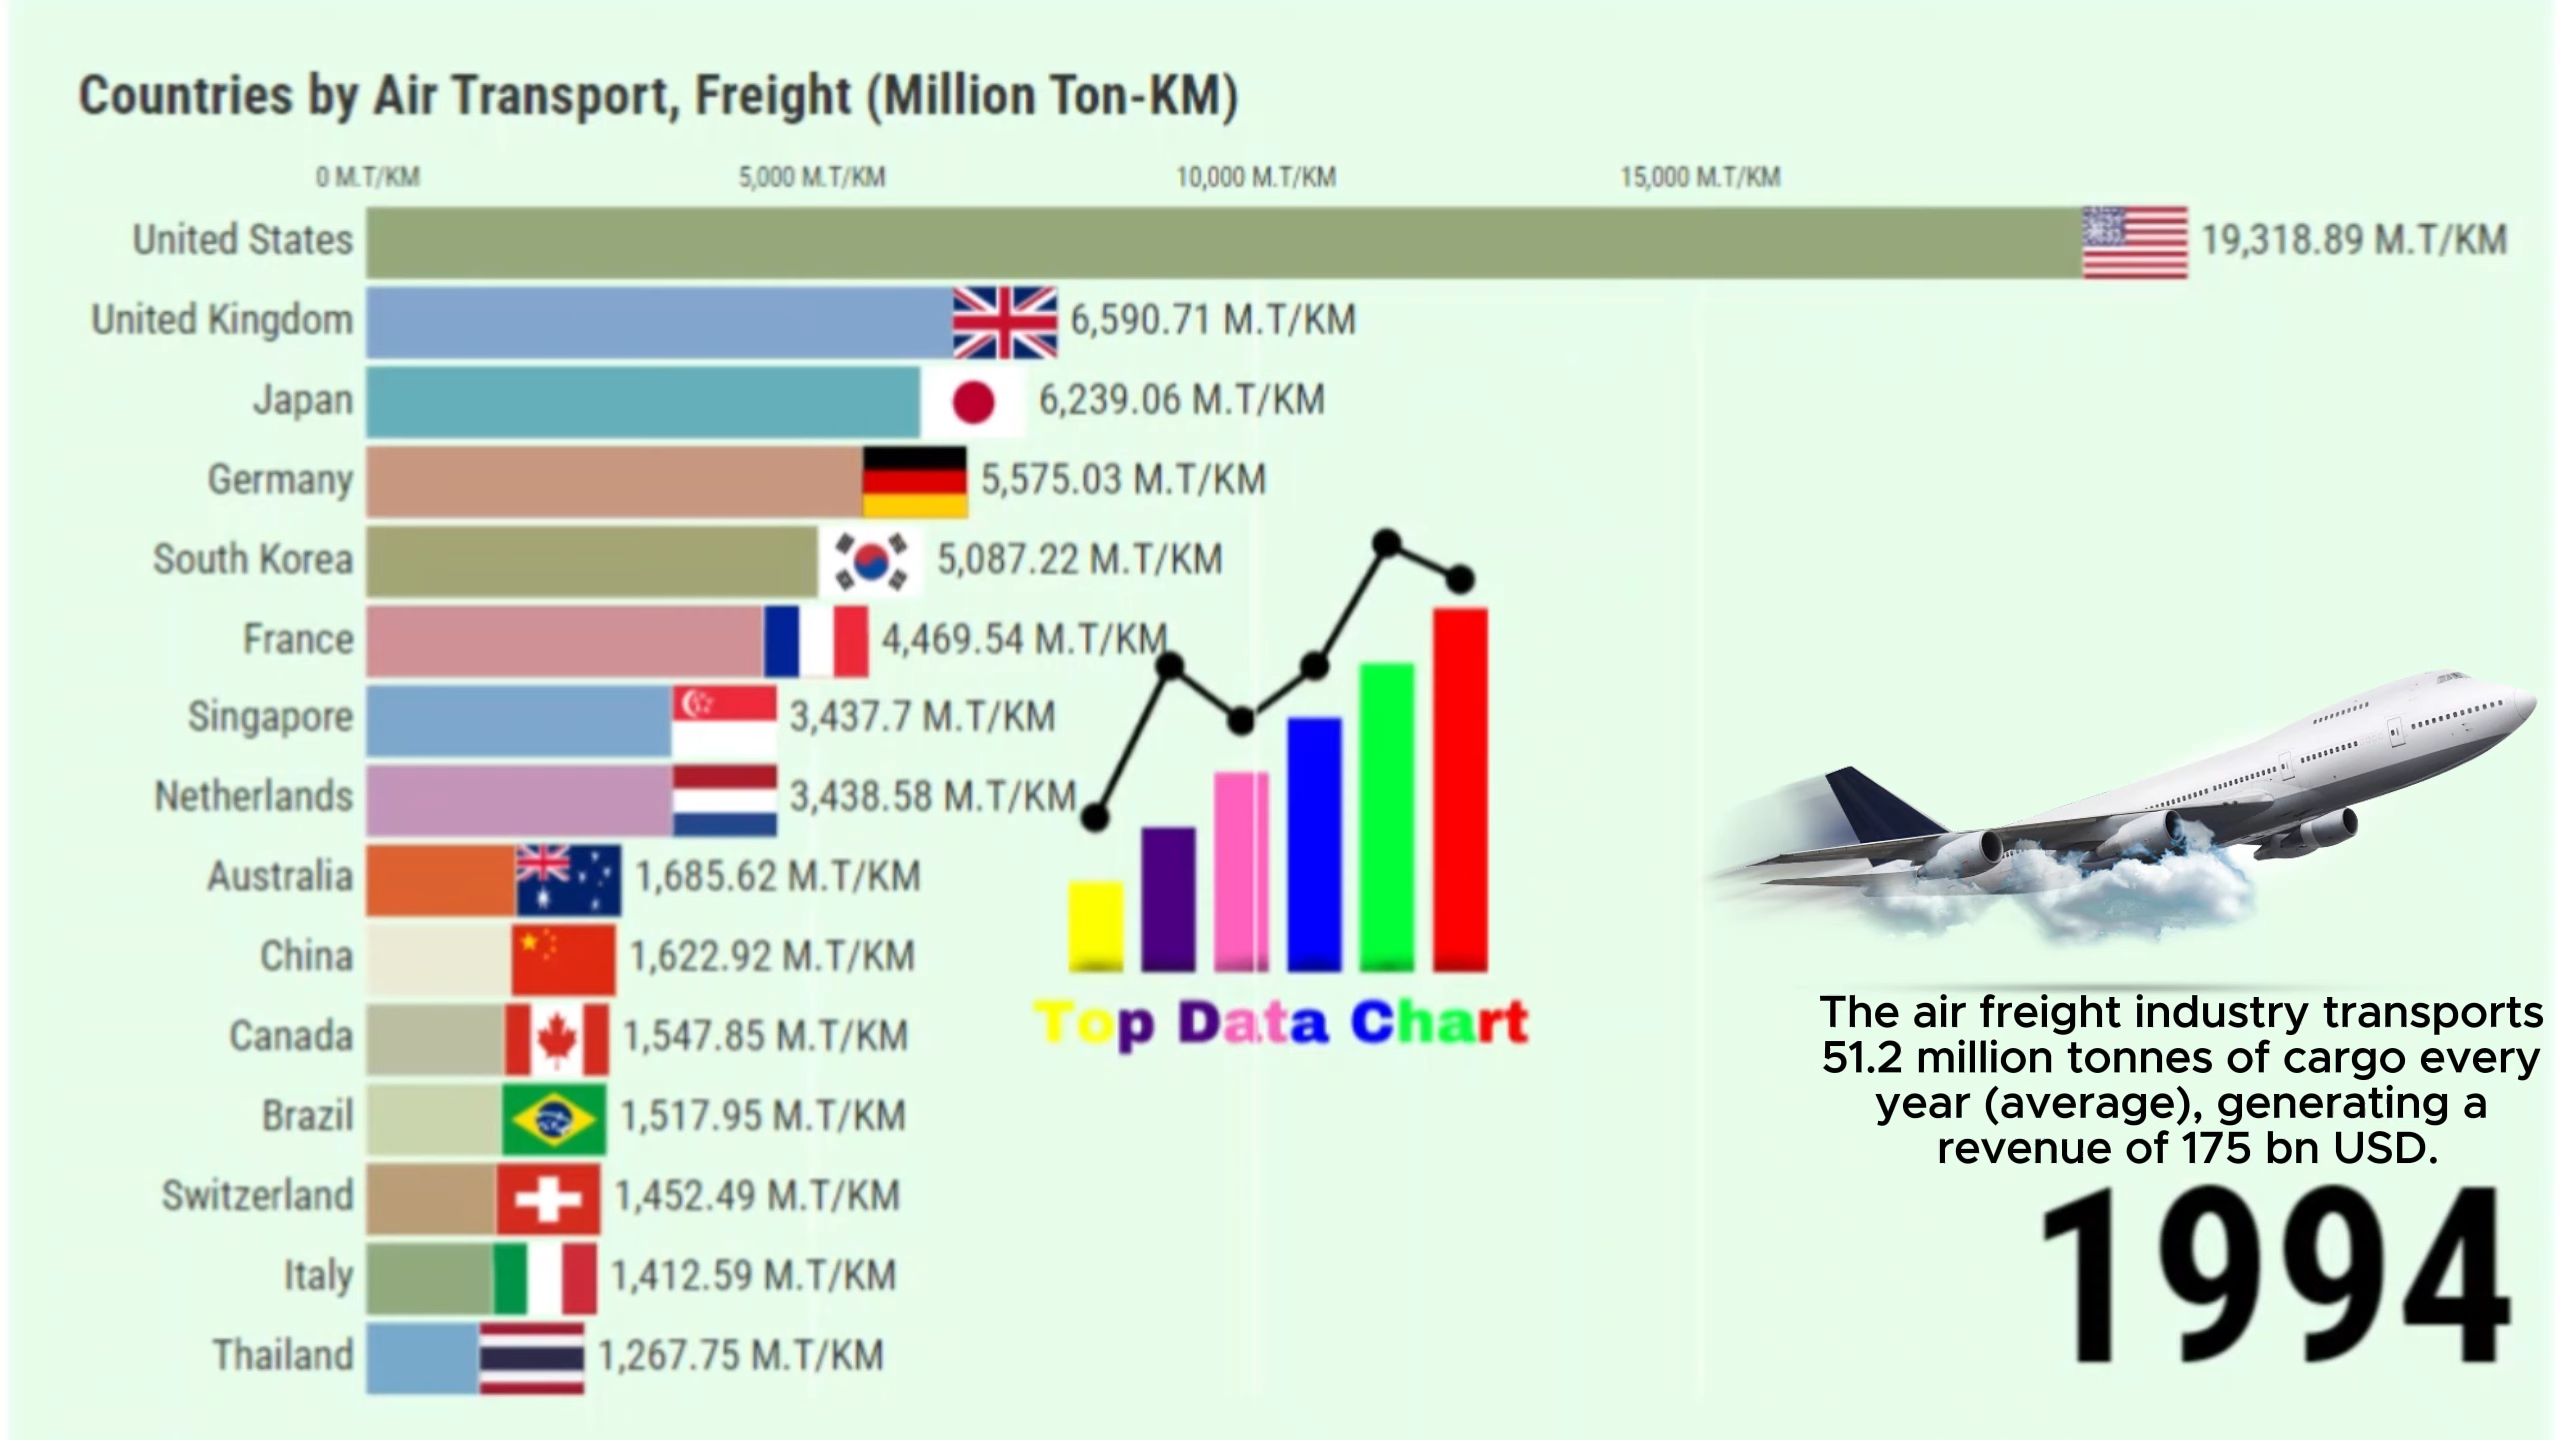 Countries by Air Transport, Freight (Million Ton-KM)
0 M.T/KM 5,000 M.T/KM 10,000 M.T/KM 15,000 M.T/KM
United States 19,318.89 M.T/KM
United Kingdom 6,590.71 M.T/KM
Japan 6,239.06 M.T/KM
Germany 5,575.03 M.T/KM
South Korea 5,087.22 M.T/KM
France 4,469.54 M.T/KM
Singapore 3,437.7 M.T/KM
Netherlands 3,438.58 M.T/KM
Australia 1,685.62 M.T/KM
China 1,622.92 M.T/KM
Canada 1,547.85 M.T/KM
Brazil 1,517.95 M.T/KM
Switzerland 1,452.49 M.T/KM
Italy 1,412.59 M.T/KM
Thailand 1,267.75 M.T/KM
Top Data Chart
The air freight industry transports
51.2 million tonnes of cargo every
year (average), generating a
revenue of 175 bn USD.
1994